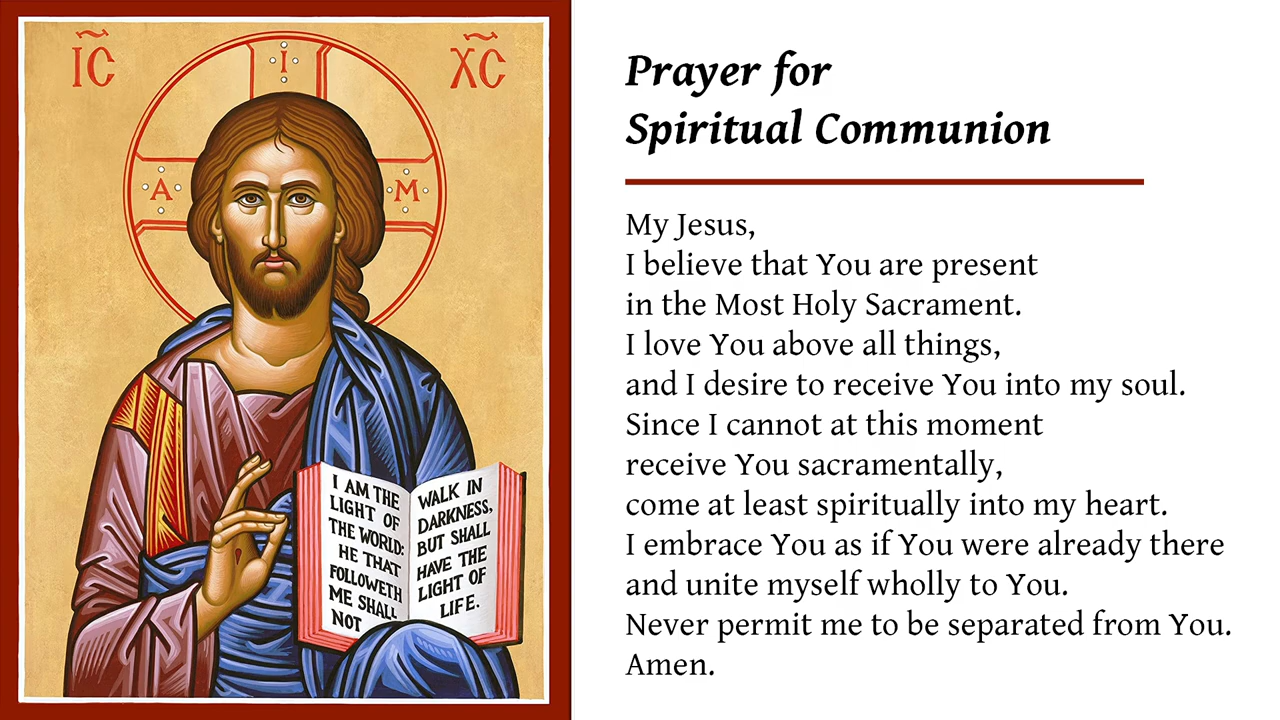 IC XC
I
A M
I AM THE
LIGHT OF
THE WORLD:
HE THAT
FOLLOWETH
ME SHALL
NOT
WALK IN
DARKNESS,
BUT SHALL
HAVE THE
LIGHT OF
LIFE.
Prayer for
Spiritual Communion
My Jesus,
I believe that You are present
in the Most Holy Sacrament.
I love You above all things,
and I desire to receive You into my soul.
Since I cannot at this moment
receive You sacramentally,
come at least spiritually into my heart.
I embrace You as if You were already there
and unite myself wholly to You.
Never permit me to be separated from You.
Amen.